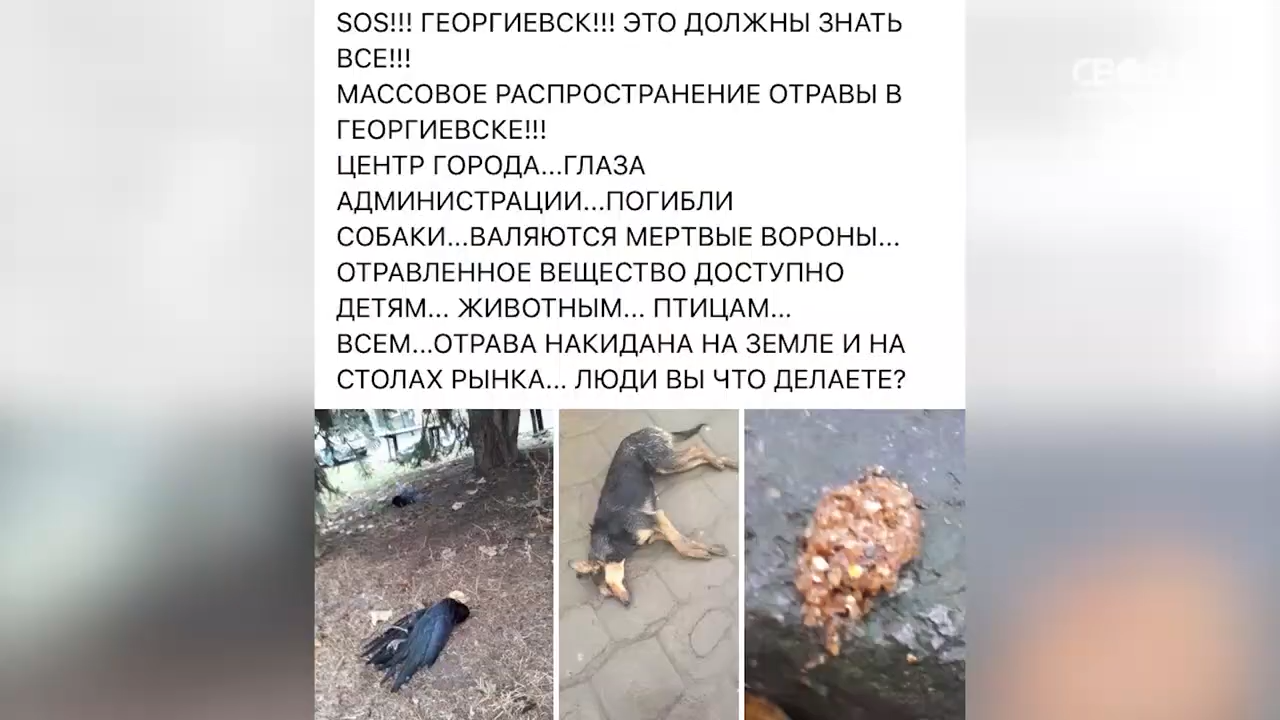 SOS!!! ГЕОРГИЕВСК!!! ЭТО ДОЛЖНЫ ЗНАТЬ
ВСЕ!!!
МАССОВОЕ РАСПРОСТРАНЕНИЕ ОТРАВЫ В
ГЕОРГИЕВСКЕ!!!
ЦЕНТР ГОРОДА...ГЛАЗА
АДМИНИСТРАЦИИ...ПОГИБЛИ
СОБАКИ...ВАЛЯЮТСЯ МЕРТВЫЕ ВОРОНЫ...
ОТРАВЛЕННОЕ ВЕЩЕСТВО ДОСТУПНО
ДЕТЯМ... ЖИВОТНЫМ... ПТИЦАМ...
ВСЕМ...ОТРАВА НАКИДАНА НА ЗЕМЛЕ И НА
СТОЛАХ РЫНКА... ЛЮДИ ВЫ ЧТО ДЕЛАЕТЕ?